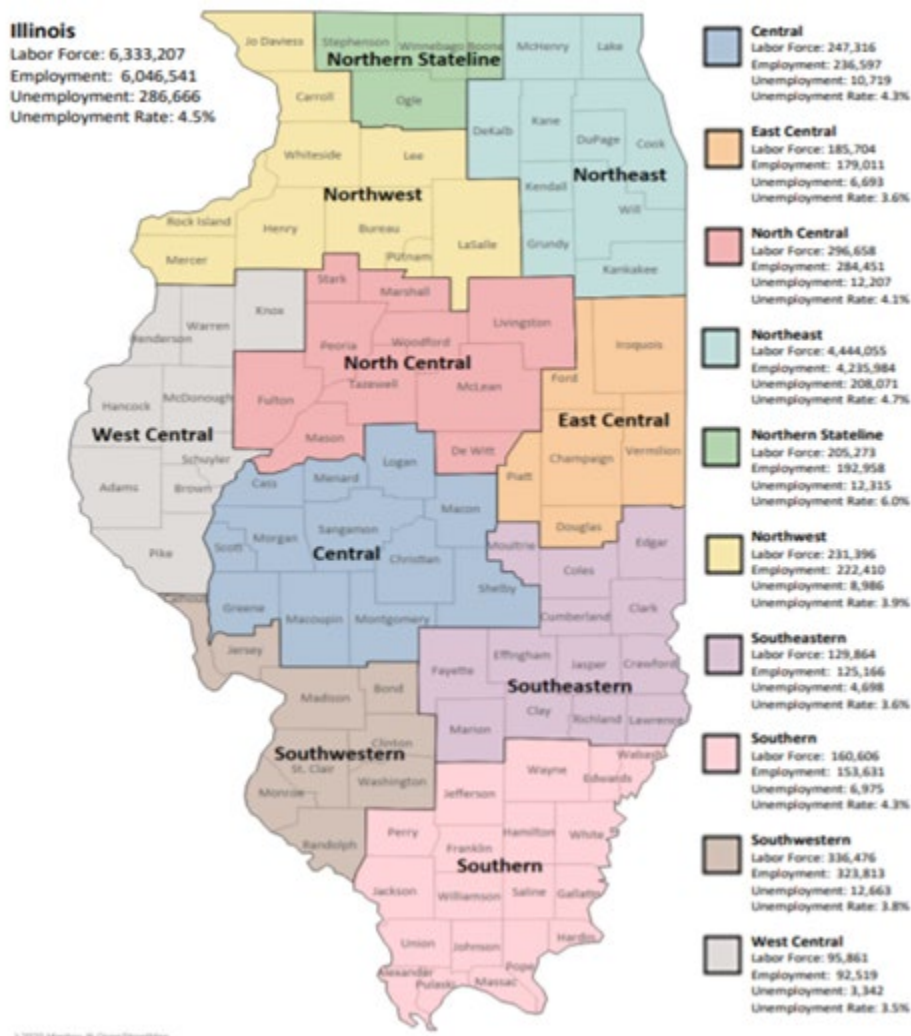 Illinois
Labor Force: 6,333,207
Employment: 6,046,541
Unemployment: 286,666
Unemployment Rate: 4.5%
Jo Daviess
Stephenson
Winnebago
Boone
McHenry
Lake
Northern Stateline
Carroll
Ogle
DeKalb
Kane
DuPage
Cook
Whiteside
Lee
Northeast
Northwest
Kendall
Will
Rock Island
Henry
Bureau
Putnam
LaSalle
Grundy
Mercer
Kankakee
Stark
Marshall
Knox
Warren
Henderson
Livingston
Peoria
Woodford
Iroquois
North Central
Tazewell
McLean
Ford
Hancock
McDonough
Fulton
East Central
West Central
Mason
De Witt
Vermilion
Schuyler
Logan
Champaign
Adams
Brown
Cass
Menard
Piatt
Macon
Pike
Sangamon
Douglas
Scott
Morgan
Moultrie
Edgar
Central
Christian
Coles
Shelby
Calhoun
Greene
Macoupin
Montgomery
Cumberland
Clark
Jersey
Fayette
Effingham
Jasper
Crawford
Southeastern
Madison
Bond
Clay
Richland
Lawrence
Marion
Clinton
Southwestern
St. Clair
Washington
Wayne
Wabash
Edwards
Monroe
Jefferson
Randolph
Perry
Hamilton
White
Franklin
Southern
Jackson
Williamson
Saline
Gallatin
Union
Johnson
Hardin
Alexander
Pulaski
Massac
Pope
Central
Labor Force: 247,316
Employment: 236,597
Unemployment: 10,719
Unemployment Rate: 4.3%
East Central
Labor Force: 185,704
Employment: 179,011
Unemployment: 6,693
Unemployment Rate: 3.6%
North Central
Labor Force: 296,658
Employment: 284,451
Unemployment: 12,207
Unemployment Rate: 4.1%
Northeast
Labor Force: 4,444,055
Employment: 4,235,984
Unemployment: 208,071
Unemployment Rate: 4.7%
Northern Stateline
Labor Force: 205,273
Employment: 192,958
Unemployment: 12,315
Unemployment Rate: 6.0%
Northwest
Labor Force: 231,396
Employment: 222,410
Unemployment: 8,986
Unemployment Rate: 3.9%
Southeastern
Labor Force: 129,864
Employment: 125,166
Unemployment: 4,698
Unemployment Rate: 3.6%
Southern
Labor Force: 160,606
Employment: 153,631
Unemployment: 6,975
Unemployment Rate: 4.3%
Southwestern
Labor Force: 336,476
Employment: 323,813
Unemployment: 12,663
Unemployment Rate: 3.8%
West Central
Labor Force: 95,861
Employment: 92,519
Unemployment: 3,342
Unemployment Rate: 3.5%